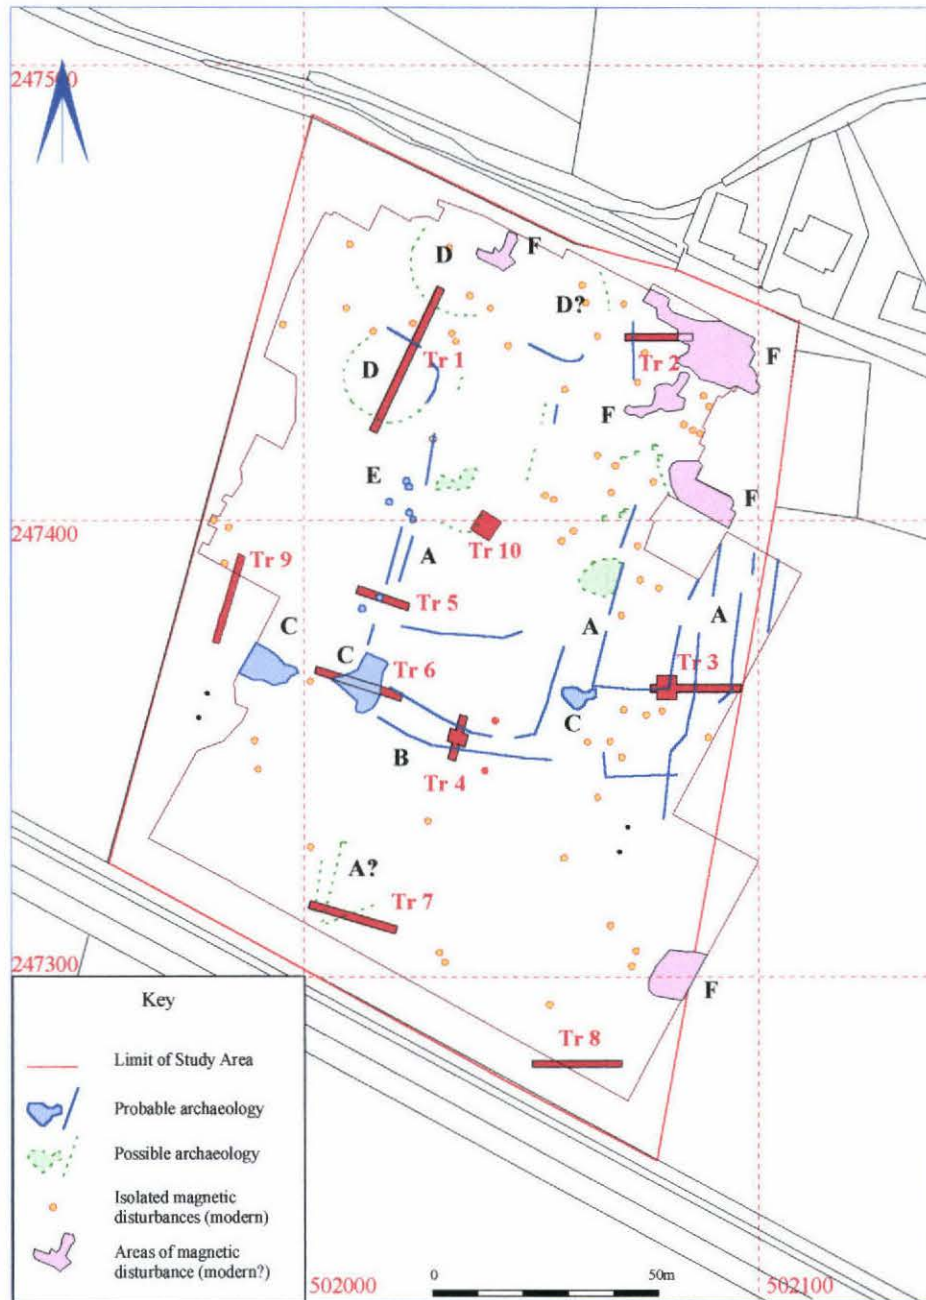 247500
D
F
D?
D
Tr 1
Tr 2
F
F
E
F
247400
Tr 10
A
Tr 9
Tr 5
A
A
C
C
Tr 6
Tr 3
C
B
Tr 4
A?
Tr 7
247300
F
Tr 8
Key
Limit of Study Area
Probable archaeology
Possible archaeology
Isolated magnetic
disturbances (modern)
Areas of magnetic
disturbance (modern?)
502000
0
50m
502100